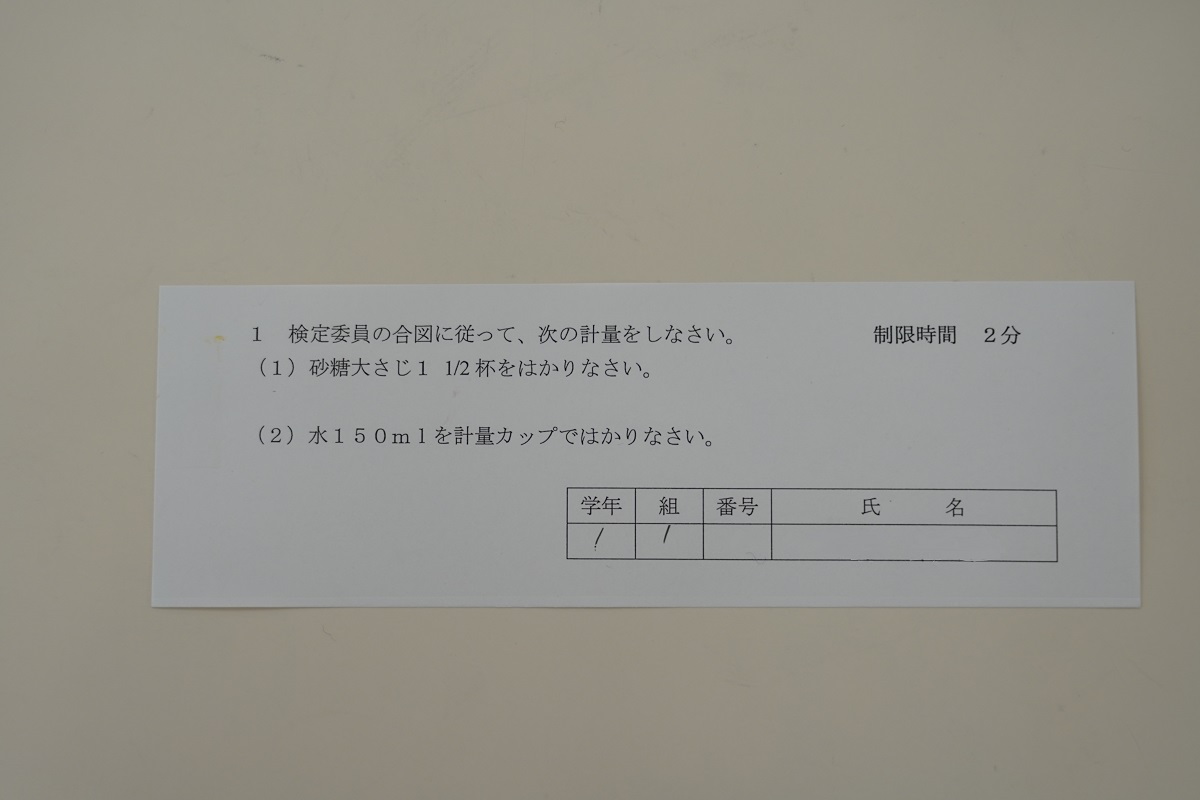 １　検定委員の合図に従って、次の計量をしなさい。　制限時間　２分
（１）砂糖大さじ１ 1/2 杯をはかりなさい。
（２）水１５０ｍｌを計量カップではかりなさい。
学年　組　番号　氏　名
1　1